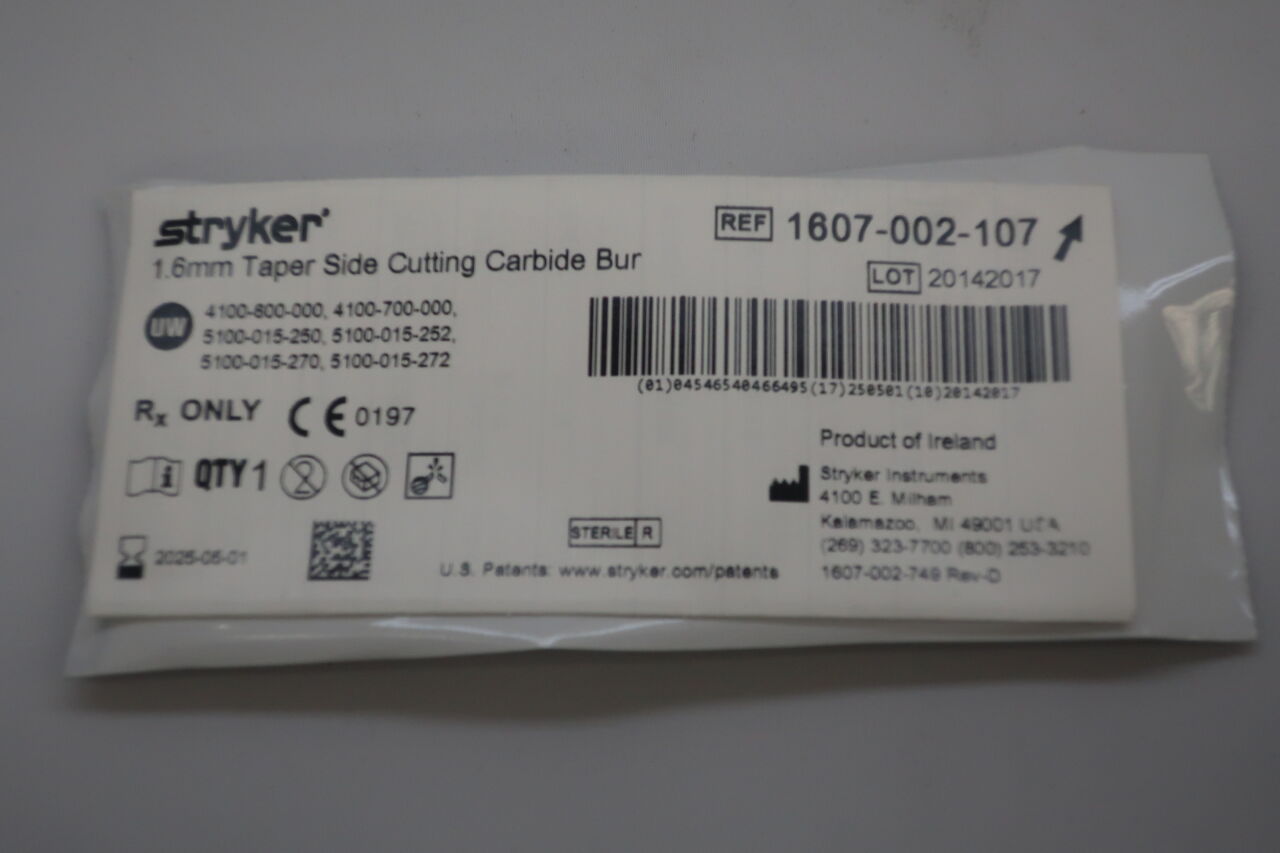 stryker
1.6mm Taper Side Cutting Carbide Bur
REF 1607-002-107
LOT 20142017
UW
4100-600-000, 4100-700-000,
5100-015-250, 5100-015-252,
5100-015-270, 5100-015-272
(01)04546540466495(17)250501(10)20142017
Rx ONLY CE 0197
Product of Ireland
i QTY 1 2
Stryker Instruments
4100 E. Milham
Kalamazoo, MI 49001 USA
(269) 323-7700 (800) 253-3210
1607-002-749 Rev-D
STERILE R
2025-05-01
U.S. Patents: www.stryker.com/patents